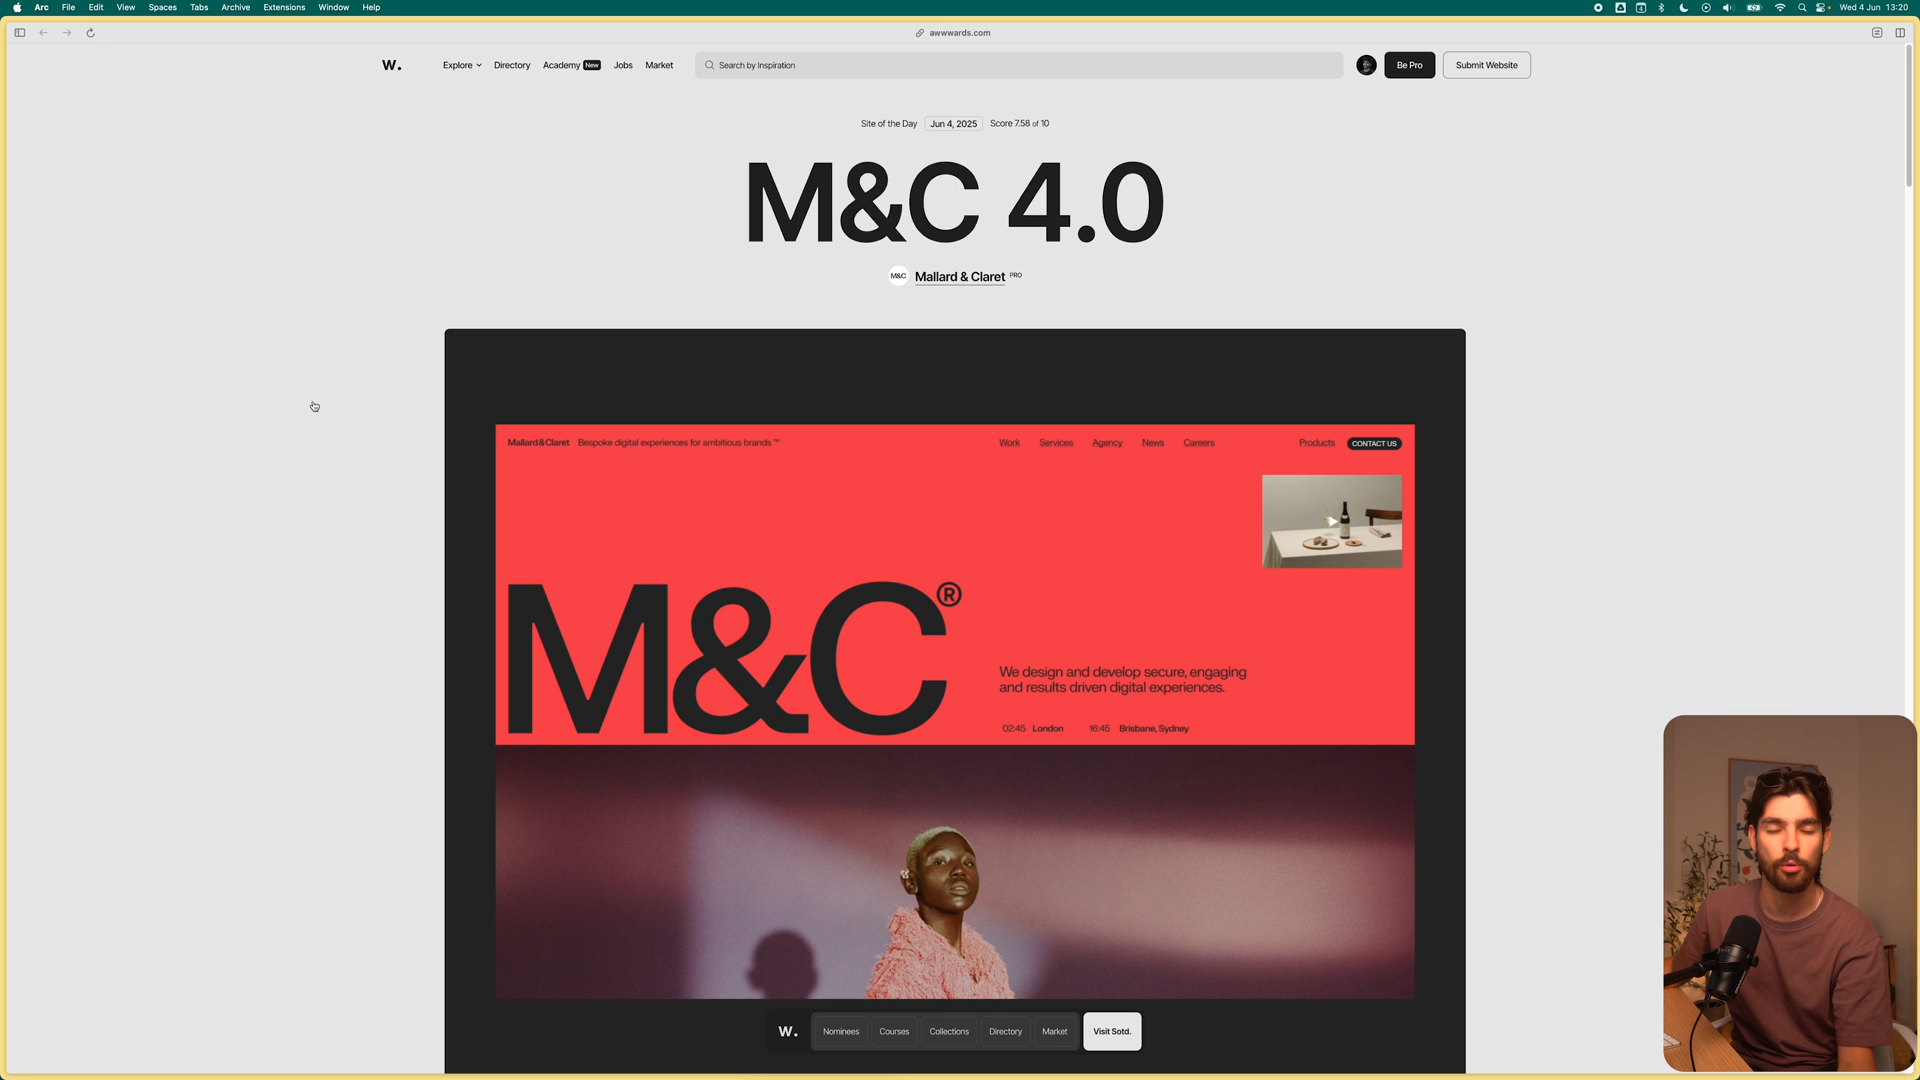 Arc File Edit View Spaces Tabs Archive Extensions Window Help
Wed 4 Jun 13:20
awwwards.com
W.
Explore Directory Academy New Jobs Market
Search by Inspiration
Be Pro
Submit Website
Site of the Day Jun 4, 2025 Score 7.58 of 10
M&C 4.0
M&C Mallard & Claret PRO
Mallard&Claret Bespoke digital experiences for ambitious brands ™
Work Services Agency News Careers Products CONTACT US
M&C®
We design and develop secure, engaging
and results driven digital experiences.
02:45 London 16:45 Brisbane, Sydney
W. Nominees Courses Collections Directory Market Visit Sotd.